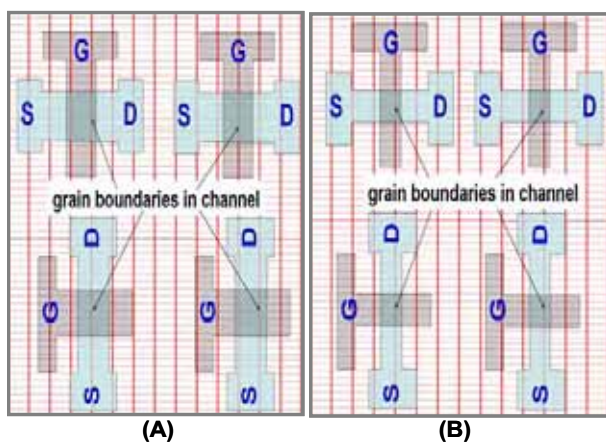 G G G G
S D S D S D S D
grain boundaries in channel grain boundaries in channel
D D D D
G G G G
S S S S
(A) (B)